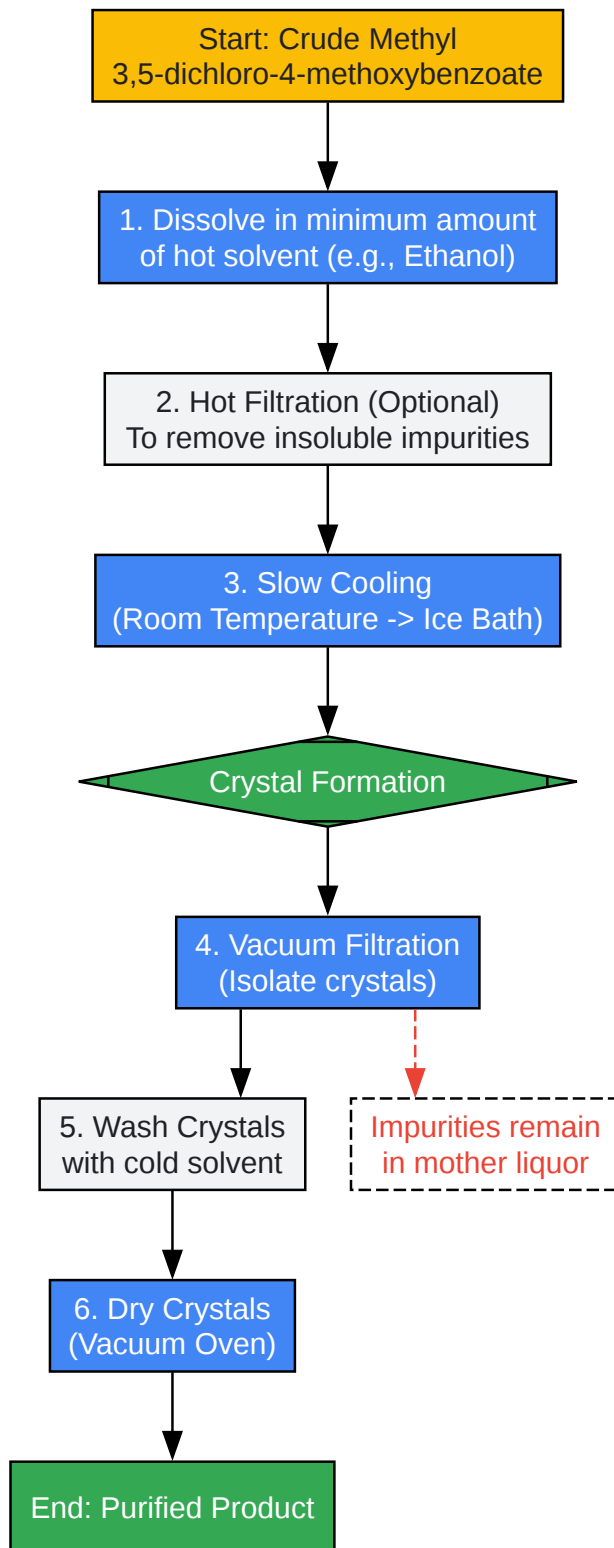 Start: Crude Methyl
3,5-dichloro-4-methoxybenzoate
1. Dissolve in minimum amount
of hot solvent (e.g., Ethanol)
2. Hot Filtration (Optional)
To remove insoluble impurities
3. Slow Cooling
(Room Temperature -> Ice Bath)
Crystal Formation
4. Vacuum Filtration
(Isolate crystals)
5. Wash Crystals
with cold solvent
Impurities remain
in mother liquor
6. Dry Crystals
(Vacuum Oven)
End: Purified Product